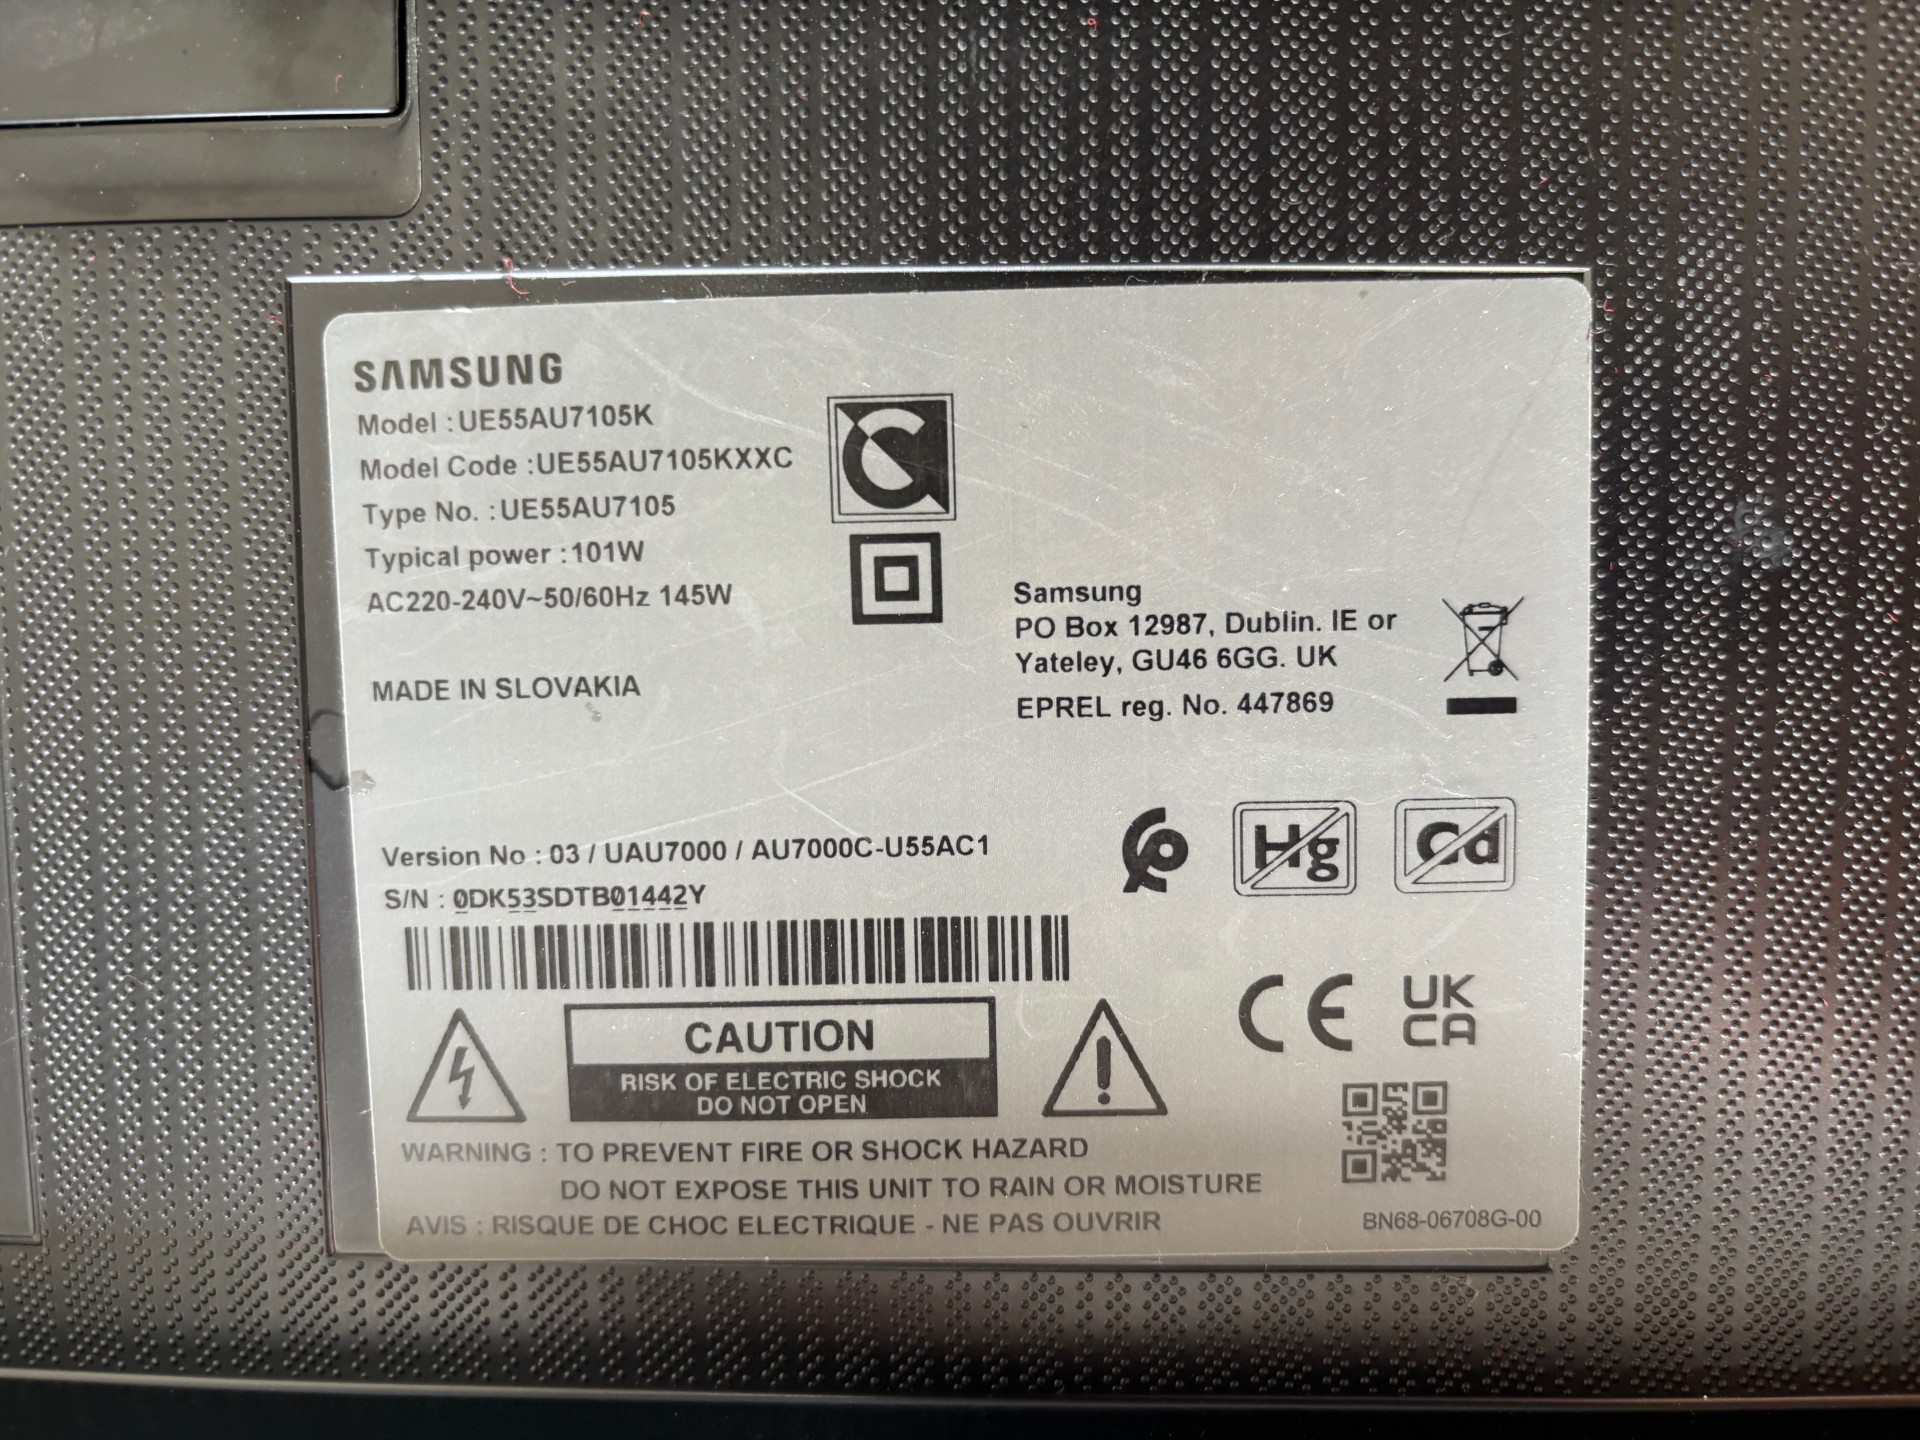 SAMSUNG
Model : UE55AU7105K
Model Code : UE55AU7105KXXC
Type No. : UE55AU7105
Typical power : 101W
AC220-240V~50/60Hz 145W
MADE IN SLOVAKIA
Samsung
PO Box 12987, Dublin. IE or
Yateley, GU46 6GG. UK
EPREL reg. No. 447869
Version No : 03 / UAU7000 / AU7000C-U55AC1
S/N : 0DK53SDTB01442Y
Hg
Cd
CE
UK
CA
CAUTION
RISK OF ELECTRIC SHOCK
DO NOT OPEN
WARNING : TO PREVENT FIRE OR SHOCK HAZARD
DO NOT EXPOSE THIS UNIT TO RAIN OR MOISTURE
AVIS : RISQUE DE CHOC ELECTRIQUE - NE PAS OUVRIR
BN68-06708G-00